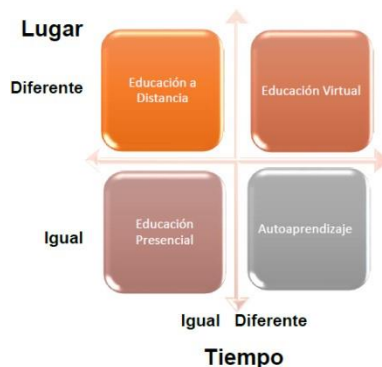 Lugar
Diferente
Educación a
Distancia
Educación Virtual
Igual
Educación
Presencial
Autoaprendizaje
Igual Diferente
Tiempo